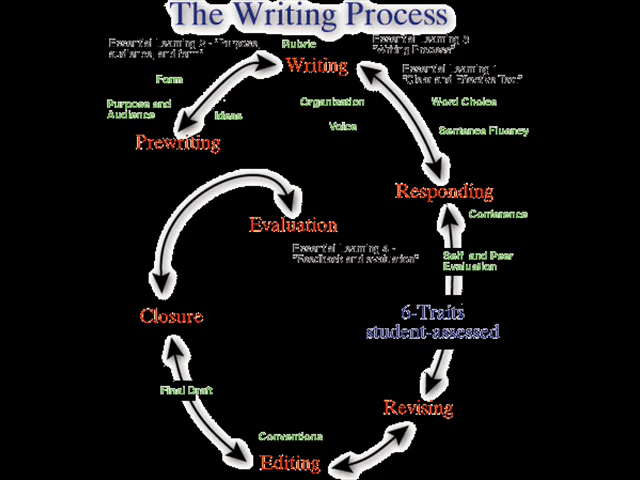 The Writing Process
Essential Learning 2 - "Purpose,
audience, and form"
Rubric
Essential Learning 3
"Writing Process"
Writing
Essential Learning 1
"Clear and Effective Text"
Form
Organization
Word Choice
Purpose and
Audience
Ideas
Voice
Sentence Fluency
Prewriting
Responding
Conference
Evaluation
Essential Learning 4 -
"Feedback and evaluation"
Self and Peer
Evaluation
Closure
6-Traits
student-assessed
Final Draft
Revising
Conventions
Editing